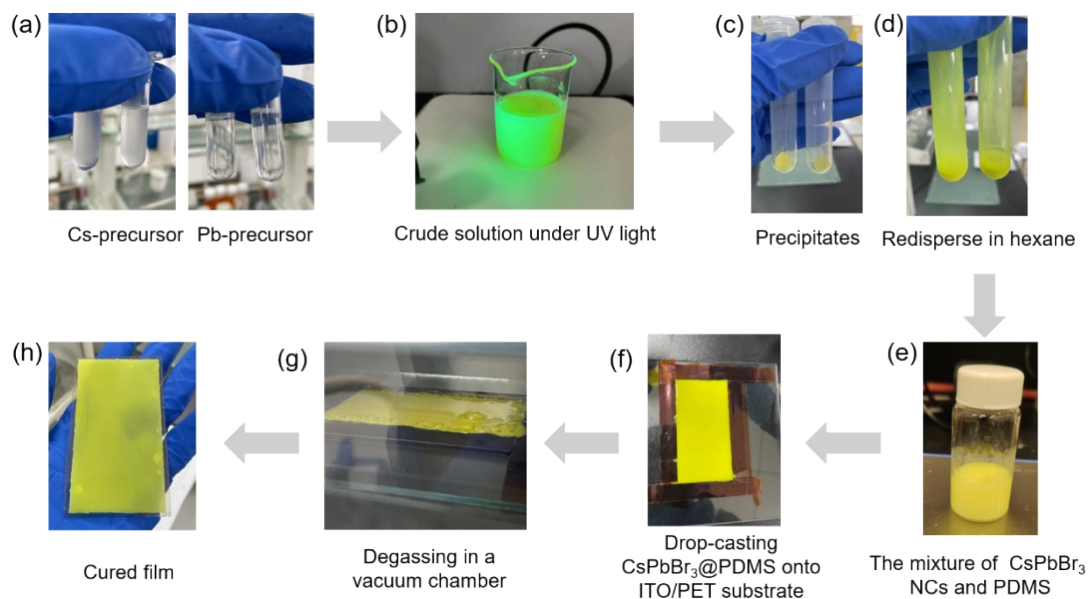 (a)
Cs-precursor Pb-precursor
(b)
Crude solution under UV light
(c)
Precipitates
(d)
Redisperse in hexane
(e)
The mixture of CsPbBr₃
NCs and PDMS
(f)
Drop-casting
CsPbBr₃@PDMS onto
ITO/PET substrate
(g)
Degassing in a
vacuum chamber
(h)
Cured film